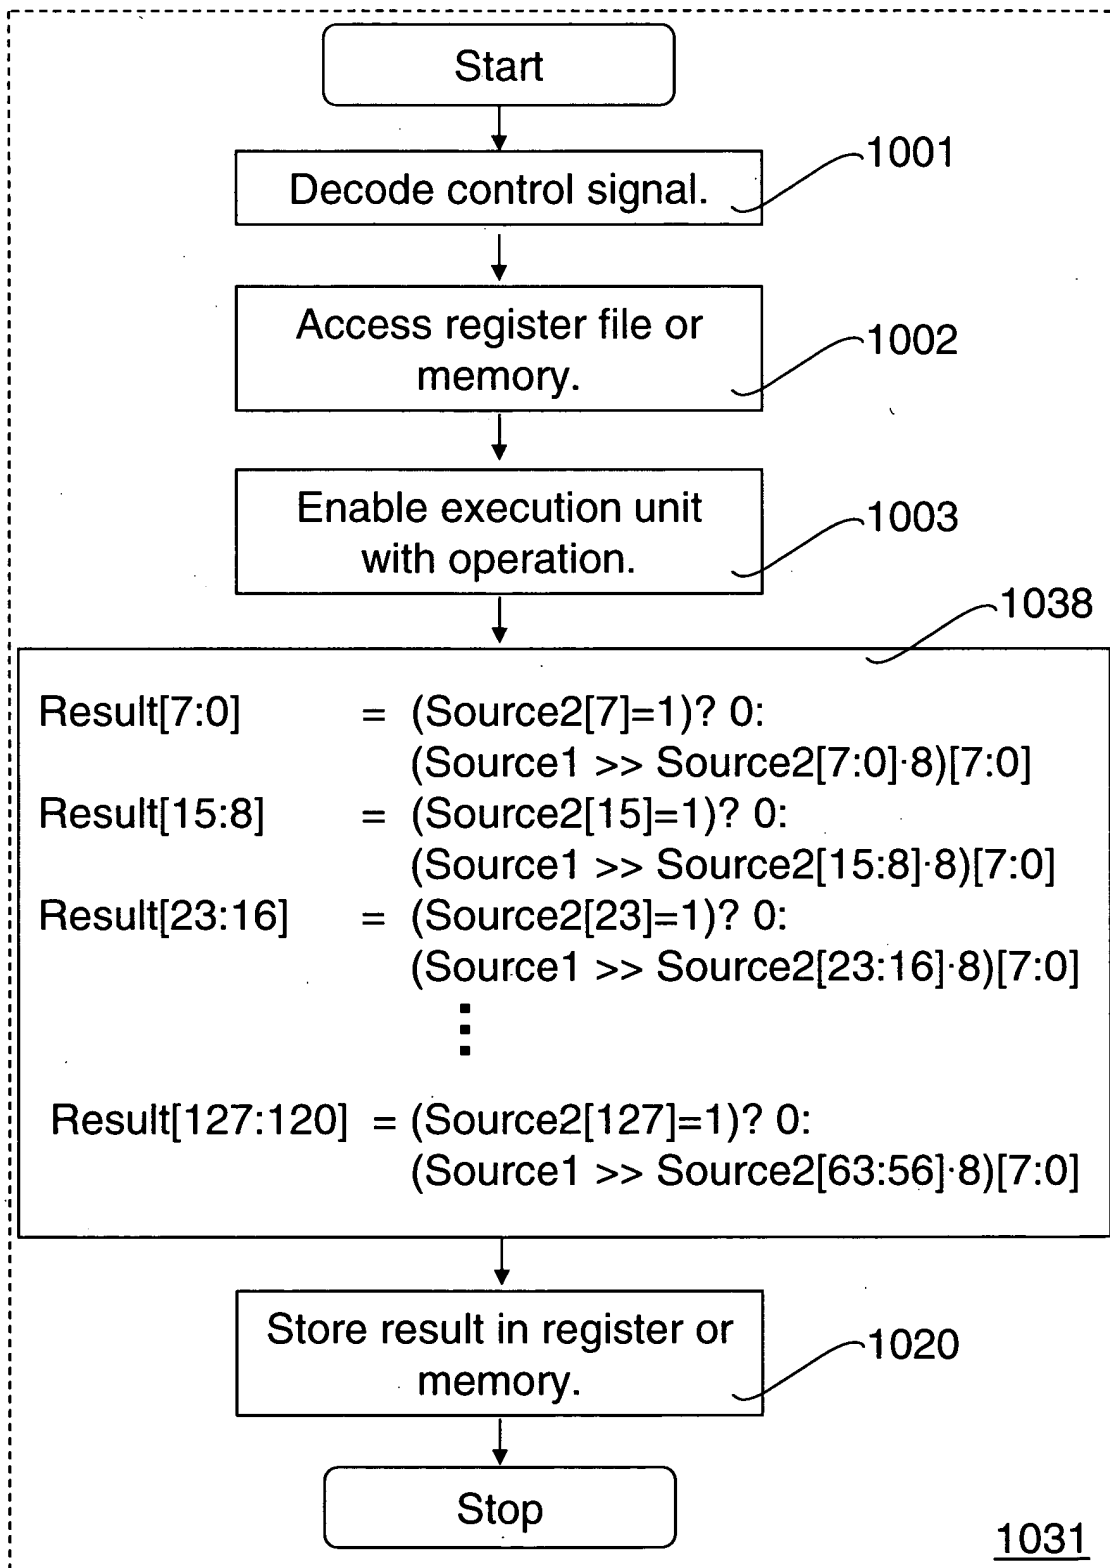 Start
Decode control signal.
1001
Access register file or
memory.
1002
Enable execution unit
with operation.
1003
1038
Result[7:0] = (Source2[7]=1)? 0:
(Source1 >> Source2[7:0]·8)[7:0]
Result[15:8] = (Source2[15]=1)? 0:
(Source1 >> Source2[15:8]·8)[7:0]
Result[23:16] = (Source2[23]=1)? 0:
(Source1 >> Source2[23:16]·8)[7:0]
⋮
Result[127:120] = (Source2[127]=1)? 0:
(Source1 >> Source2[63:56]·8)[7:0]
Store result in register or
memory.
1020
Stop
1031